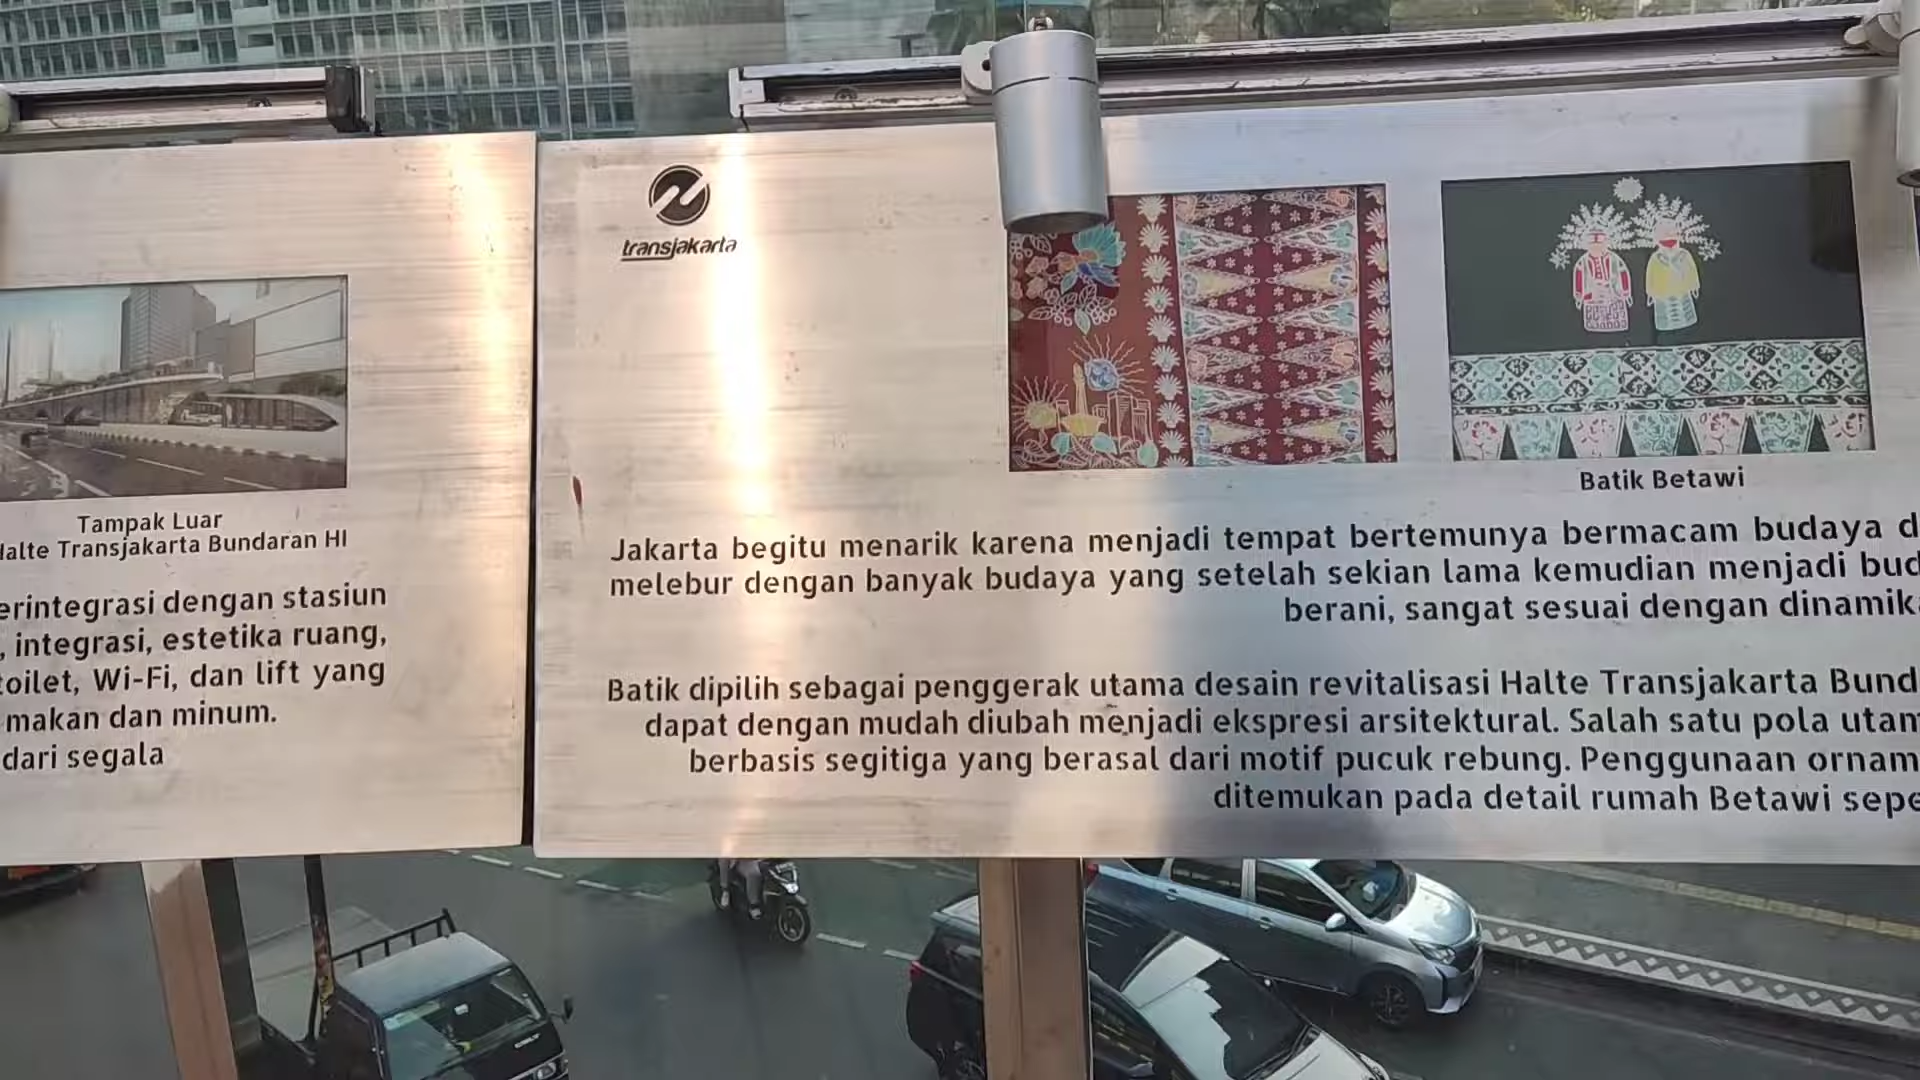 Tampak Luar
Halte Transjakarta Bundaran HI
erintegrasi dengan stasiun
, integrasi, estetika ruang,
toilet, Wi-Fi, dan lift yang
makan dan minum.
dari segala
transjakarta
Batik Betawi
Jakarta begitu menarik karena menjadi tempat bertemunya bermacam budaya d
melebur dengan banyak budaya yang setelah sekian lama kemudian menjadi bud
berani, sangat sesuai dengan dinamika
Batik dipilih sebagai penggerak utama desain revitalisasi Halte Transjakarta Bund
dapat dengan mudah diubah menjadi ekspresi arsitektural. Salah satu pola utam
berbasis segitiga yang berasal dari motif pucuk rebung. Penggunaan ornam
ditemukan pada detail rumah Betawi sepe